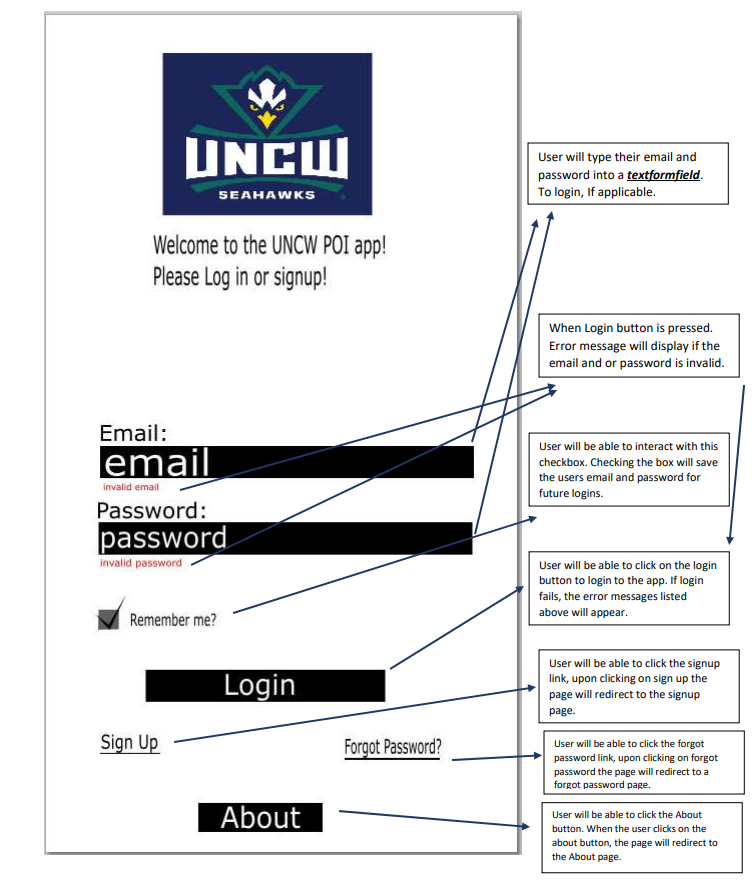 UNCW
SEAHAWKS
Welcome to the UNCW POI app!
Please Log in or signup!
Email:
email
invalid email
Password:
password
invalid password
Remember me?
Login
Sign Up
Forgot Password?
About
User will type their email and
password into a textformfield.
To login, If applicable.
When Login button is pressed.
Error message will display if the
email and or password is invalid.
User will be able to interact with this
checkbox. Checking the box will save
the users email and password for
future logins.
User will be able to click on the login
button to login to the app. If login
fails, the error messages listed
above will appear.
User will be able to click the signup
link, upon clicking on sign up the
page will redirect to the signup
page.
User will be able to click the forgot
password link, upon clicking on forgot
password the page will redirect to a
forgot password page.
User will be able to click the About
button. When the user clicks on the
about button, the page will redirect to
the About page.